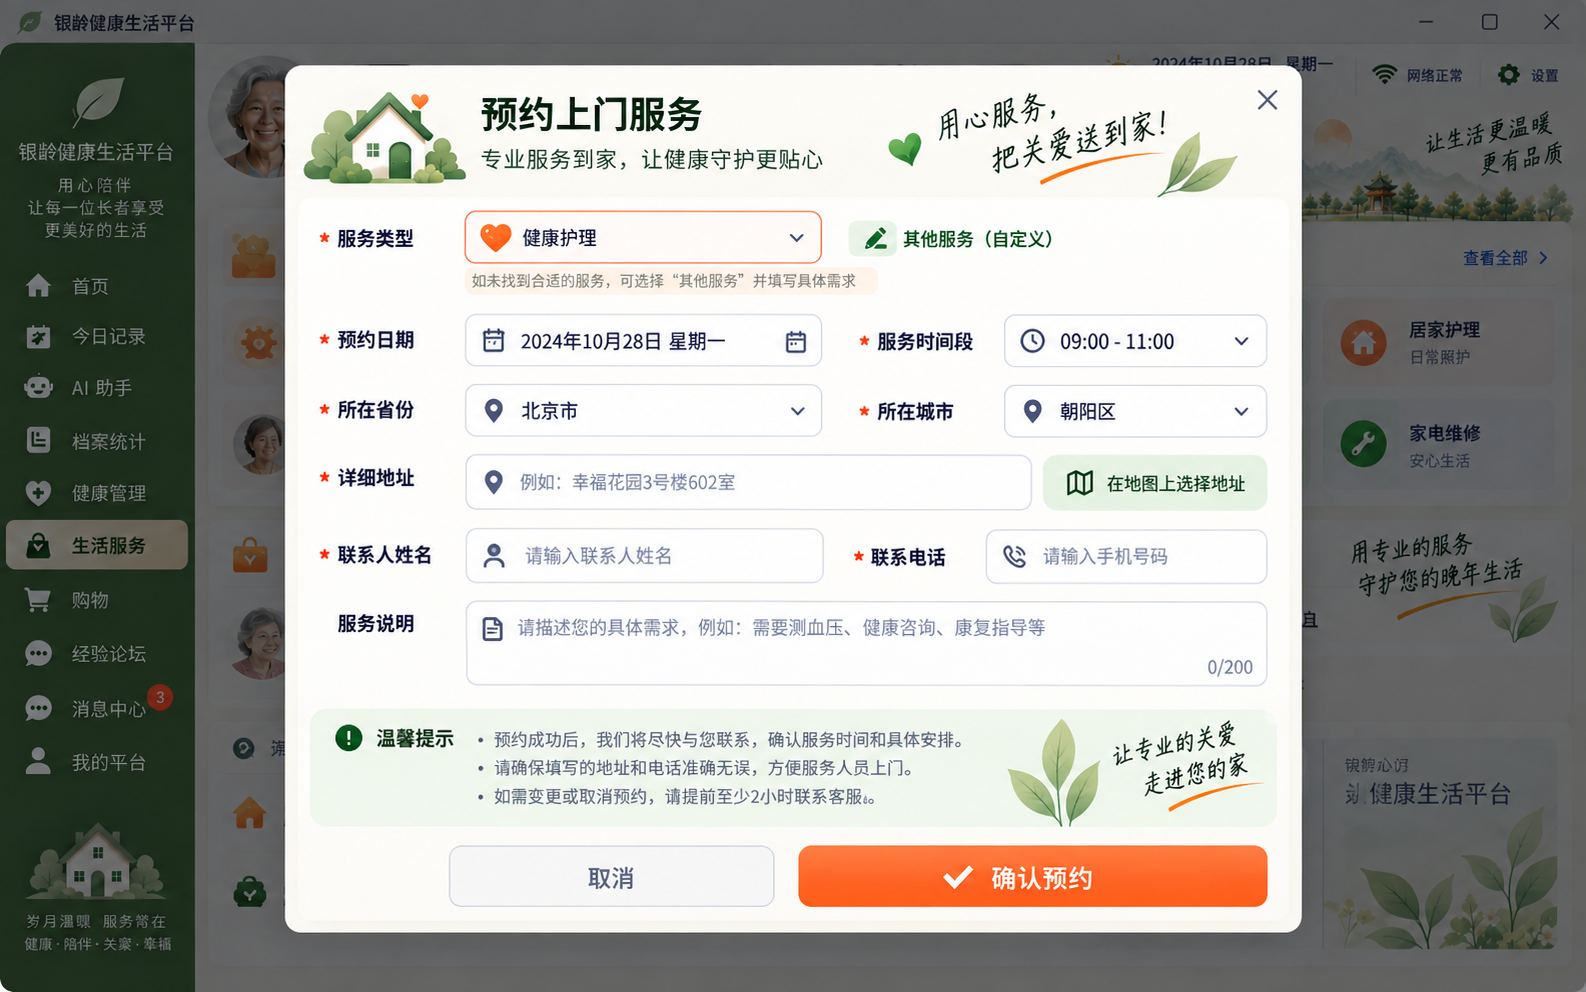 银龄健康生活平台
2024年10月28日 星期一
网络正常
设置
银龄健康生活平台
用心陪伴
让每一位长者享受
更美好的生活
首页
今日记录
AI 助手
档案统计
健康管理
生活服务
购物
经验论坛
消息中心
3
我的平台
岁月温暖 服务常在
预约上门服务
专业服务到家，让健康守护更贴心
用心服务，
把关爱送到家！
* 服务类型
健康护理
其他服务（自定义）
如未找到合适的服务，可选择“其他服务”并填写具体需求
* 预约日期
2024年10月28日 星期一
* 服务时间段
09:00 - 11:00
* 所在省份
北京市
* 所在城市
朝阳区
* 详细地址
例如：幸福花园3号楼602室
在地图上选择地址
* 联系人姓名
请输入联系人姓名
* 联系电话
请输入手机号码
服务说明
请描述您的具体需求，例如：需要测血压、健康咨询、康复指导等
0/200
温馨提示
• 预约成功后，我们将尽快与您联系，确认服务时间和具体安排。
• 请确保填写的地址和电话准确无误，方便服务人员上门。
• 如需变更或取消预约，请提前至少2小时联系客服。
让专业的关爱
走进您的家
取消
确认预约
让生活更温暖
更有品质
查看全部
居家护理
日常照护
家电维修
安心生活
用专业的服务
守护您的晚年生活
健康生活平台